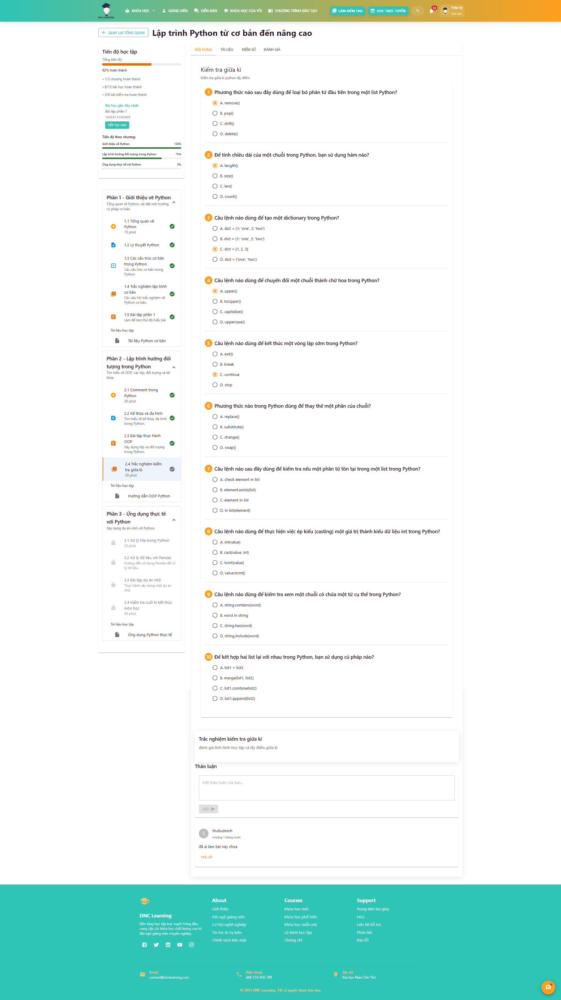 DNC LEARNING
KHÓA HỌC
GIẢNG VIÊN
DIỄN ĐÀN
KHÓA HỌC CỦA TÔI
CHƯƠNG TRÌNH ĐÀO TẠO
LÀM KIỂM TRA
HỌC TRỰC TUYẾN
33
Thảo Vy
Sinh viên
QUAY LẠI TỔNG QUAN
Lập trình Python từ cơ bản đến nâng cao
Tiến độ học tập
Tổng tiến độ
62% hoàn thành
• 1/3 chương hoàn thành
• 8/13 bài học hoàn thành
• 3/6 bài kiểm tra hoàn thành
Bài học gần đây nhất:
Bài tập phần 1
15:22:51 21/6/2025
TIẾP TỤC HỌC
Tiến độ theo chương:
Giới thiệu về Python 100%
Lập trình hướng đối tượng trong Python 75%
Ứng dụng thực tế với Python 0%
Phần 1 - Giới thiệu về Python
Tổng quan về Python, cài đặt môi trường,
cú pháp cơ bản.
1.1 Tổng quan về
Python
15 phút
1.2 Lý thuyết Python
1.3 Các cấu trúc cơ bản
trong Python
Các cấu trúc cơ bản trong
Python
1.4 Trắc nghiệm lập trình
cơ bản
Các câu hỏi trắc nghiệm về
Python cơ bản.
1.5 Bài tập phần 1
Làm để test thử độ hiểu bài
Tài liệu học tập
Tài liệu Python cơ bản
Phần 2 - Lập trình hướng đối
tượng trong Python
Tìm hiểu về OOP, các lớp, đối tượng và kế
thừa.
2.1 Comment trong
Python
20 phút
2.2 Kế thừa và đa hình
Tìm hiểu về kế thừa, đa hình
trong Python.
2.3 Bài tập thực hành
OOP
Xây dựng lớp và đối tượng
trong Python.
2.4 Trắc nghiệm kiểm
tra giữa kì
20 phút
Tài liệu học tập
Hướng dẫn OOP Python
Phần 3 - Ứng dụng thực tế
với Python
Xây dựng dự án nhỏ với Python.
3.1 Xử lý File trong Python
25 phút
3.2 Xử lý dữ liệu với Pandas
Hướng dẫn sử dụng Pandas để xử
lý dữ liệu.
3.3 Bài tập dự án nhỏ
Thực hành xây dựng một dự án
nhỏ.
3.4 Kiểm tra cuối kì kết thúc
môn học
45 phút
Tài liệu học tập
Ứng dụng Python thực tế
NỘI DUNG
TÀI LIỆU
ĐIỂM SỐ
ĐÁNH GIÁ
Kiểm tra giữa kì
Kiểm tra giữa kì python lấy điểm
1 Phương thức nào sau đây dùng để loại bỏ phần tử đầu tiên trong một list Python?
A. remove()
B. pop()
C. shift()
D. delete()
2 Để tính chiều dài của một chuỗi trong Python, bạn sử dụng hàm nào?
A. length()
B. size()
C. len()
D. count()
3 Câu lệnh nào dùng để tạo một dictionary trong Python?
A. dict = (1: 'one', 2: 'two')
B. dict = {1: 'one', 2: 'two'}
C. dict = [1, 2, 3]
D. dict = ('one', 'two')
4 Câu lệnh nào dùng để chuyển đổi một chuỗi thành chữ hoa trong Python?
A. upper()
B. toUpper()
C. capitalize()
D. uppercase()
5 Câu lệnh nào dùng để kết thúc một vòng lặp sớm trong Python?
A. exit()
B. break
C. continue
D. stop
6 Phương thức nào trong Python dùng để thay thế một phần của chuỗi?
A. replace()
B. substitute()
C. change()
D. swap()
7 Câu lệnh nào sau đây dùng để kiểm tra nếu một phần tử tồn tại trong một list trong Python?
A. check element in list
B. element.exists(list)
C. element in list
D. in list(element)
8 Câu lệnh nào dùng để thực hiện việc ép kiểu (casting) một giá trị thành kiểu dữ liệu int trong Python?
A. int(value)
B. cast(value, int)
C. toInt(value)
D. value.toInt()
9 Câu lệnh nào dùng để kiểm tra xem một chuỗi có chứa một từ cụ thể trong Python?
A. string.contains(word)
B. word in string
C. string.has(word)
D. string.include(word)
10 Để kết hợp hai list lại với nhau trong Python, bạn sử dụng cú pháp nào?
A. list1 + list2
B. merge(list1, list2)
C. list1.combine(list2)
D. list1.append(list2)
Trắc nghiệm kiểm tra giữa kì
đánh giá tình hình học tập và lấy điểm giữa kì
Thảo luận
Viết thảo luận của bạn...
GỬI
T
thubuiminh
khoảng 1 tháng trước
đã ai làm bài này chưa
TRẢ LỜI
DNC Learning
Nền tảng học tập trực tuyến hàng đầu,
cung cấp các khóa học chất lượng cao từ
đội ngũ giảng viên chuyên nghiệp.
About
Giới thiệu
Đội ngũ giảng viên
Cơ hội nghề nghiệp
Tin tức & Sự kiện
Chính sách bảo mật
Courses
Khóa học mới
Khóa học phổ biến
Khóa học miễn phí
Lộ trình học tập
Chứng chỉ
Support
Trung tâm trợ giúp
FAQ
Liên hệ hỗ trợ
Phản hồi
Báo lỗi
Email
contact@dnclearning.com
Điện thoại
(84) 123-456-789
Địa chỉ
Đại học Nam Cần Thơ
© 2025 DNC Learning. Tất cả quyền được bảo lưu.